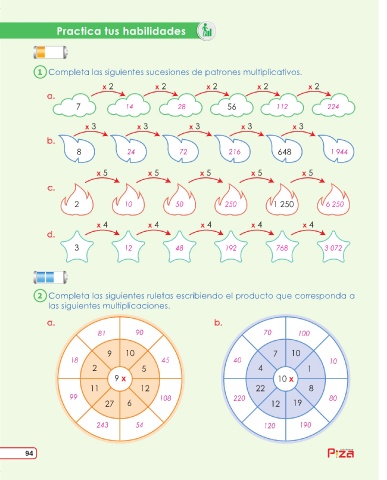 Practica tus habilidades
1 Completa las siguientes sucesiones de patrones multiplicativos.
a.
x 2 x 2 x 2 x 2 x 2
7 14 28 56 112 224
b.
x 3 x 3 x 3 x 3 x 3
8 24 72 216 648 1 944
c.
x 5 x 5 x 5 x 5 x 5
2 10 50 250 1 250 6 250
d.
x 4 x 4 x 4 x 4 x 4
3 12 48 192 768 3 072
2 Completa las siguientes ruletas escribiendo el producto que corresponda a
las siguientes multiplicaciones.
a. b.
81 90 70 100
9 10 7 10
18 45 40 10
2 5 4 1
9 x 10 x
11 12 22 8
99 108 220 80
27 6 12 19
243 54 120 190
94